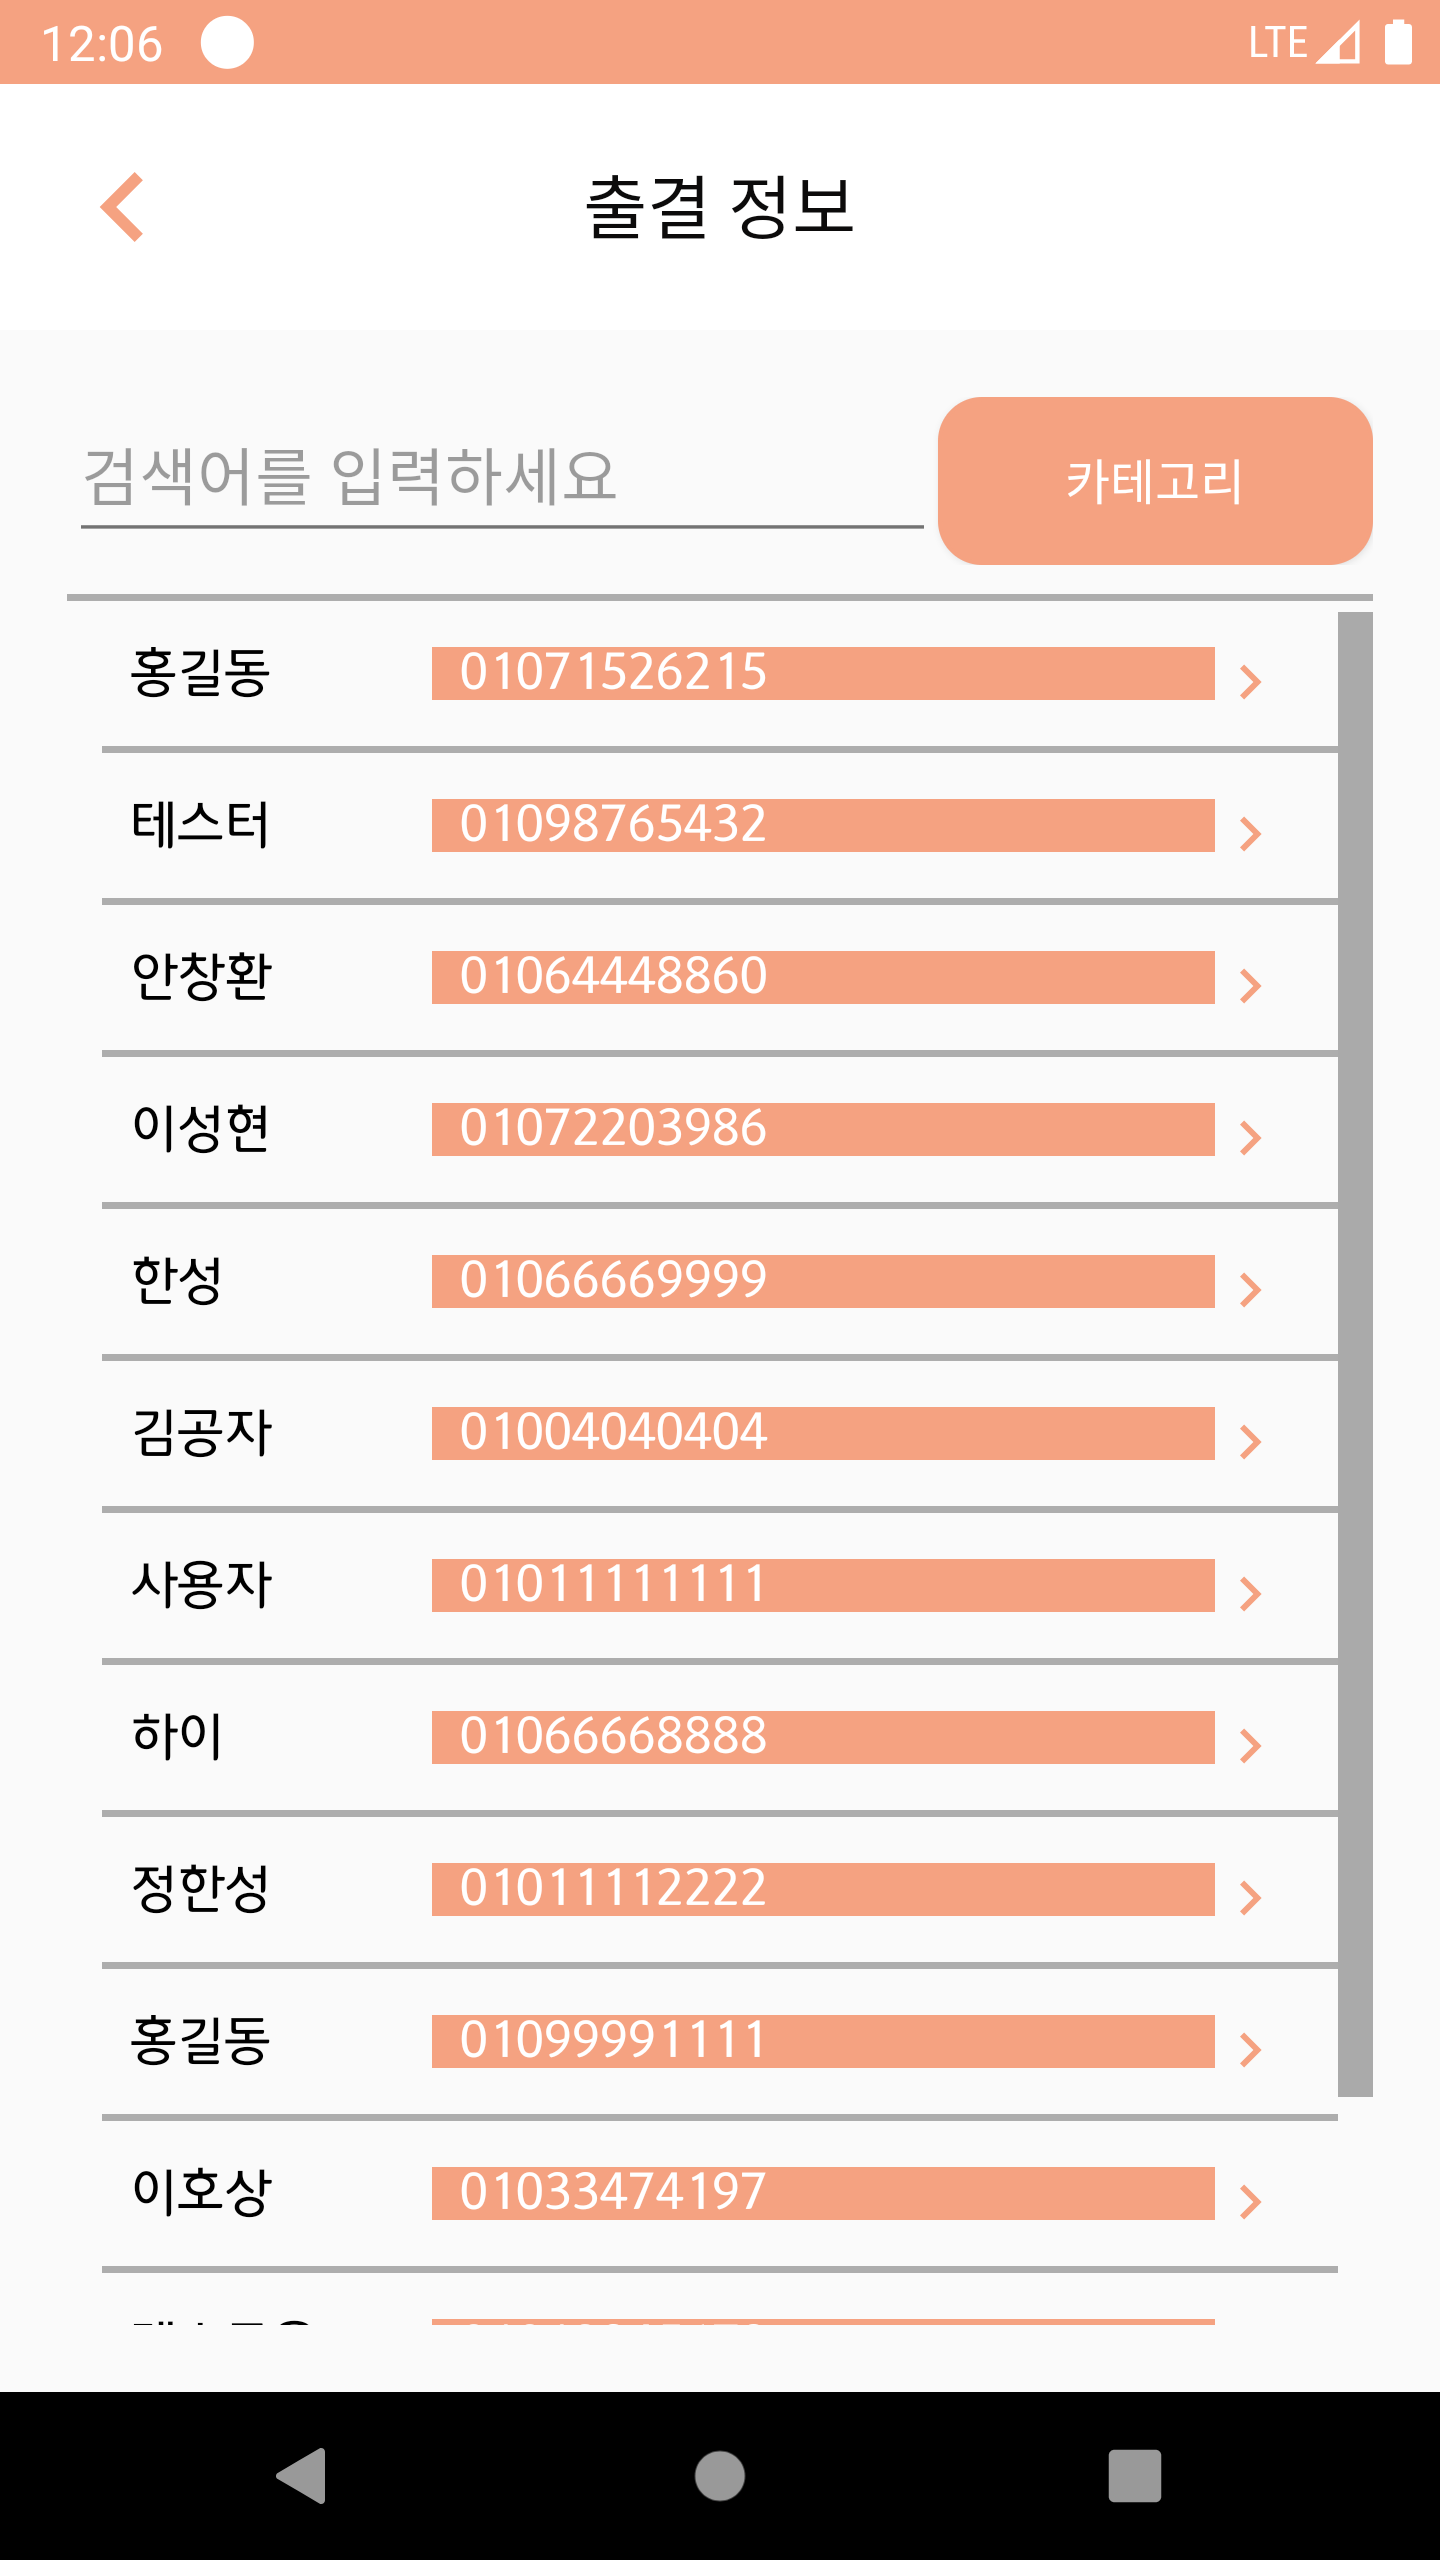 12:06
LTE
출결 정보
검색어를 입력하세요
카테고리
홍길동 01071526215
테스터 01098765432
안창환 01064448860
이성현 01072203986
한성 01066669999
김공자 01004040404
사용자 01011111111
하이 01066668888
정한성 01011112222
홍길동 01099991111
이호상 01033474197